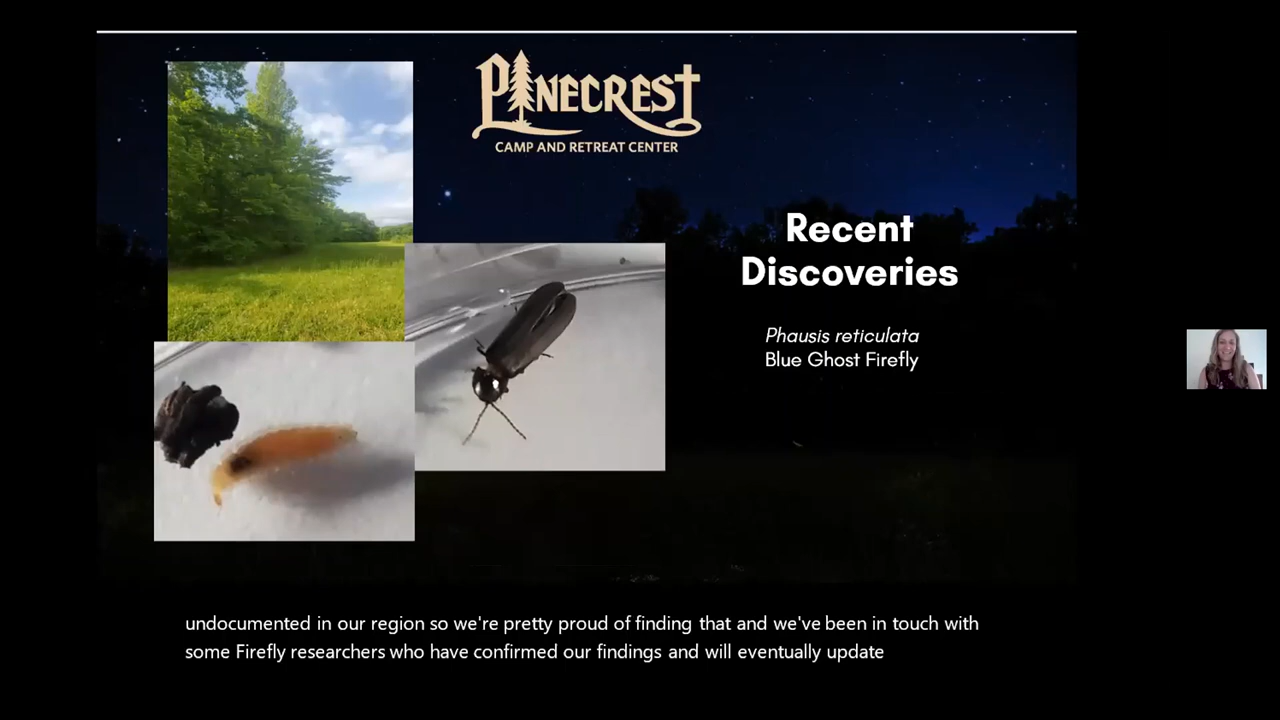 PINECREST
CAMP AND RETREAT CENTER
Recent
Discoveries
Phausis reticulata
Blue Ghost Firefly
undocumented in our region so we're pretty proud of finding that and we've been in touch with
some Firefly researchers who have confirmed our findings and will eventually update